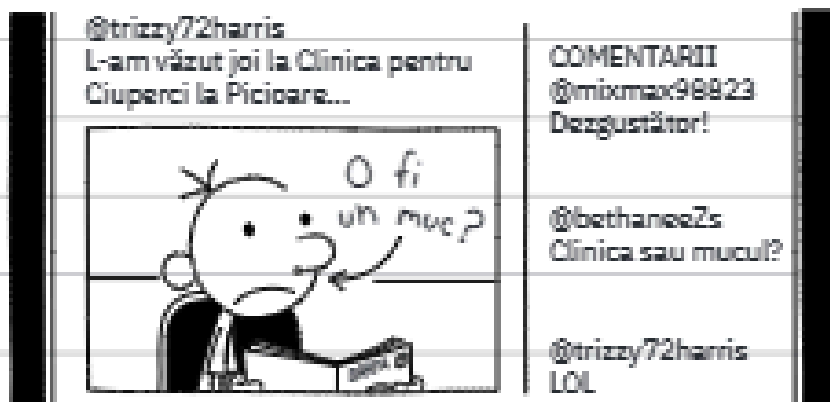 @trizzy72harris
L-am văzut joi la Clinica pentru
Ciuperci la Picioare...
O fi
un muc?
COMENTARII
@mixmax98823
Dezgustător!
@bethaneeZs
Clinica sau mucul?
@trizzy72harris
LOL